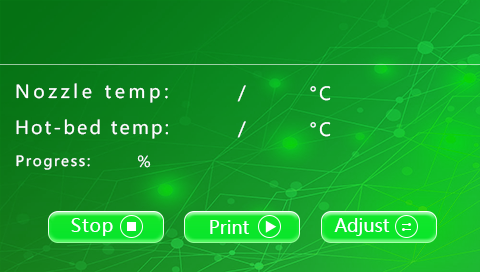 Nozzle temp: / °C
Hot-bed temp: / °C
Progress: %
Stop Print Adjust